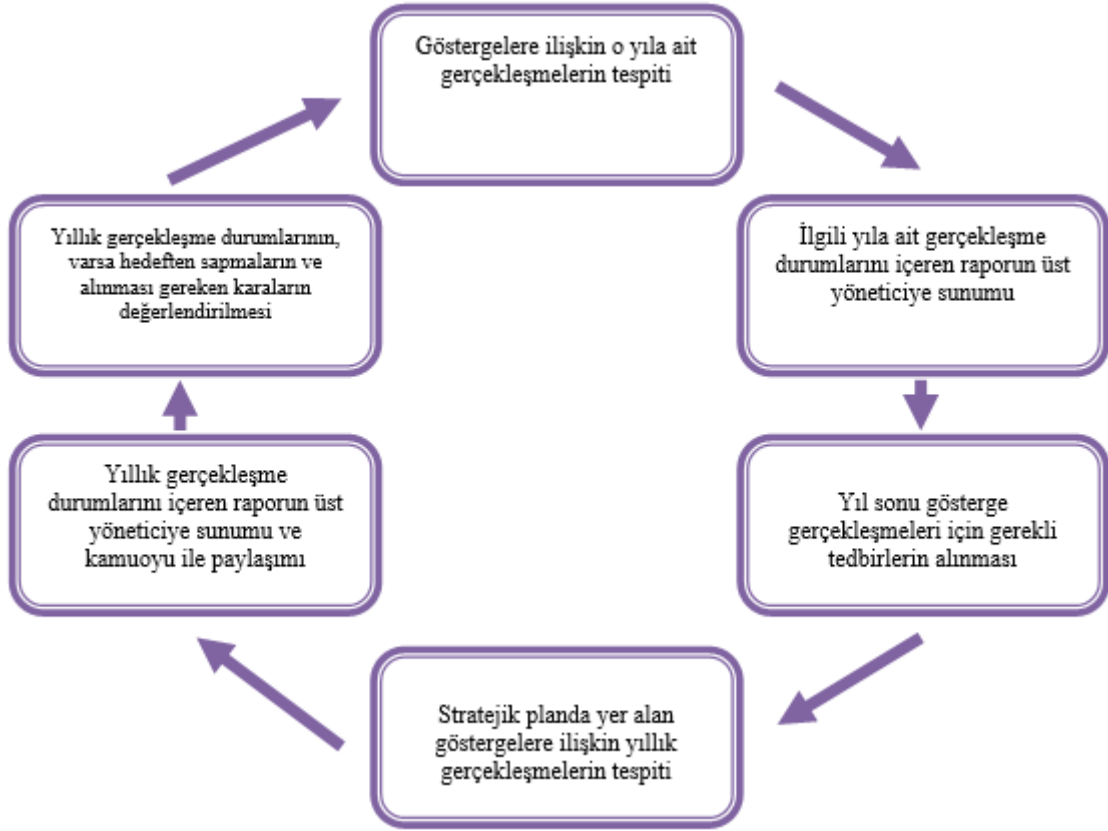 Göstergelere ilişkin o yıla ait
gerçekleşmelerin tespiti
İlgili yıla ait gerçekleşme
durumlarını içeren raporun üst
yöneticiye sunumu
Yıl sonu gösterge
gerçekleşmeleri için gerekli
tedbirlerin alınması
Stratejik planda yer alan
göstergelere ilişkin yıllık
gerçekleşmelerin tespiti
Yıllık gerçekleşme
durumlarını içeren raporun üst
yöneticiye sunumu ve
kamuoyu ile paylaşımı
Yıllık gerçekleşme durumlarının,
varsa hedeften sapmaların ve
alınması gereken karaların
değerlendirilmesi